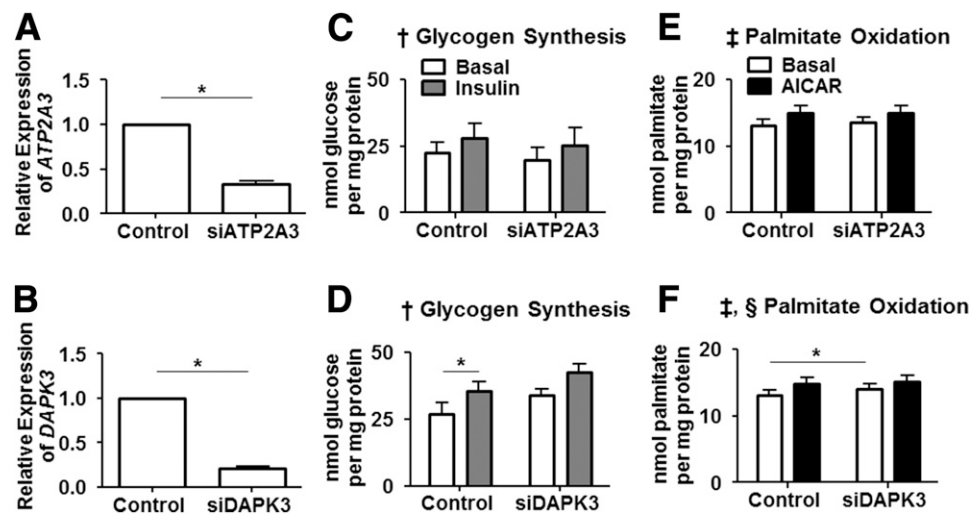 A
Relative Expression
of ATP2A3
1.5
1.0
0.5
0.0
*
Control siATP2A3
C
† Glycogen Synthesis
nmol glucose
per mg protein
50
25
0
Basal
Insulin
Control siATP2A3
E
‡ Palmitate Oxidation
nmol palmitate
per mg protein
20
10
0
Basal
AICAR
Control siATP2A3
B
Relative Expression
of DAPK3
1.5
1.0
0.5
0.0
*
Control siDAPK3
D
† Glycogen Synthesis
nmol glucose
per mg protein
50
25
0
*
Control siDAPK3
F
‡, § Palmitate Oxidation
nmol palmitate
per mg protein
20
10
0
*
Control siDAPK3